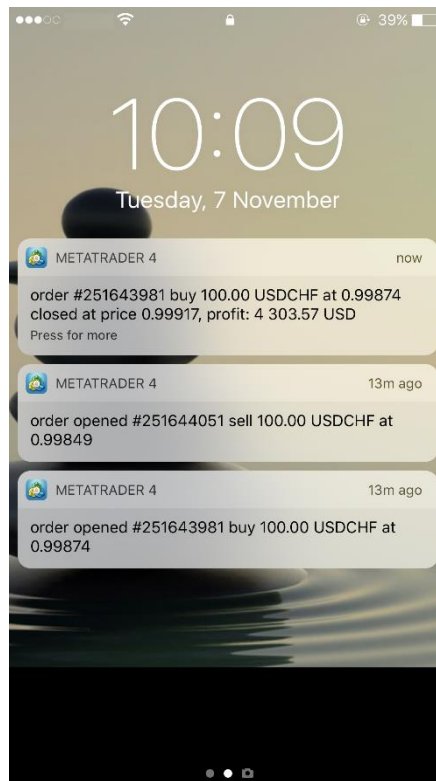 39%
10:09
Tuesday, 7 November
METATRADER 4 now
order #251643981 buy 100.00 USDCHF at 0.99874
closed at price 0.99917, profit: 4 303.57 USD
Press for more
METATRADER 4 13m ago
order opened #251644051 sell 100.00 USDCHF at
0.99849
METATRADER 4 13m ago
order opened #251643981 buy 100.00 USDCHF at
0.99874